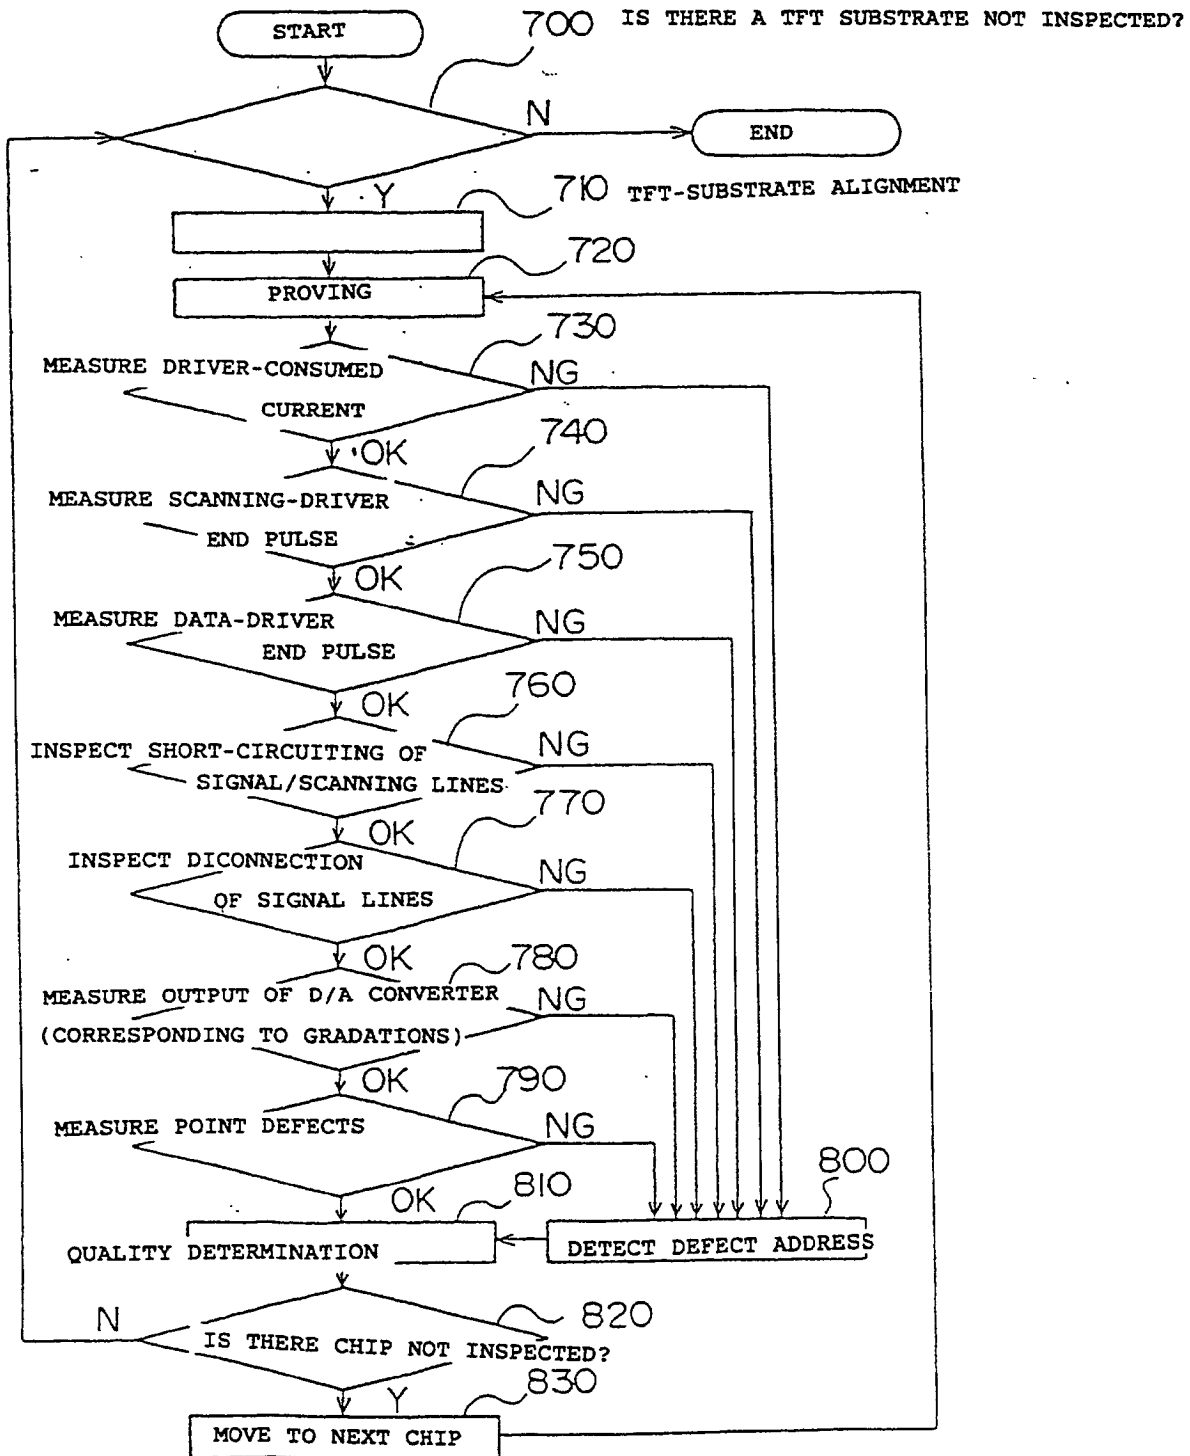 START
700 IS THERE A TFT SUBSTRATE NOT INSPECTED?
N
END
Y
710 TFT-SUBSTRATE ALIGNMENT
720
PROVING
730
MEASURE DRIVER-CONSUMED
CURRENT
NG
OK
740
MEASURE SCANNING-DRIVER
END PULSE
NG
OK
750
MEASURE DATA-DRIVER
END PULSE
NG
OK
760
INSPECT SHORT-CIRCUITING OF
SIGNAL/SCANNING LINES
NG
OK
770
INSPECT DICONNECTION
OF SIGNAL LINES
NG
OK
780
MEASURE OUTPUT OF D/A CONVERTER
(CORRESPONDING TO GRADATIONS)
NG
OK
790
MEASURE POINT DEFECTS
NG
OK
800
DETECT DEFECT ADDRESS
810
QUALITY DETERMINATION
820
N
IS THERE CHIP NOT INSPECTED?
Y
830
MOVE TO NEXT CHIP